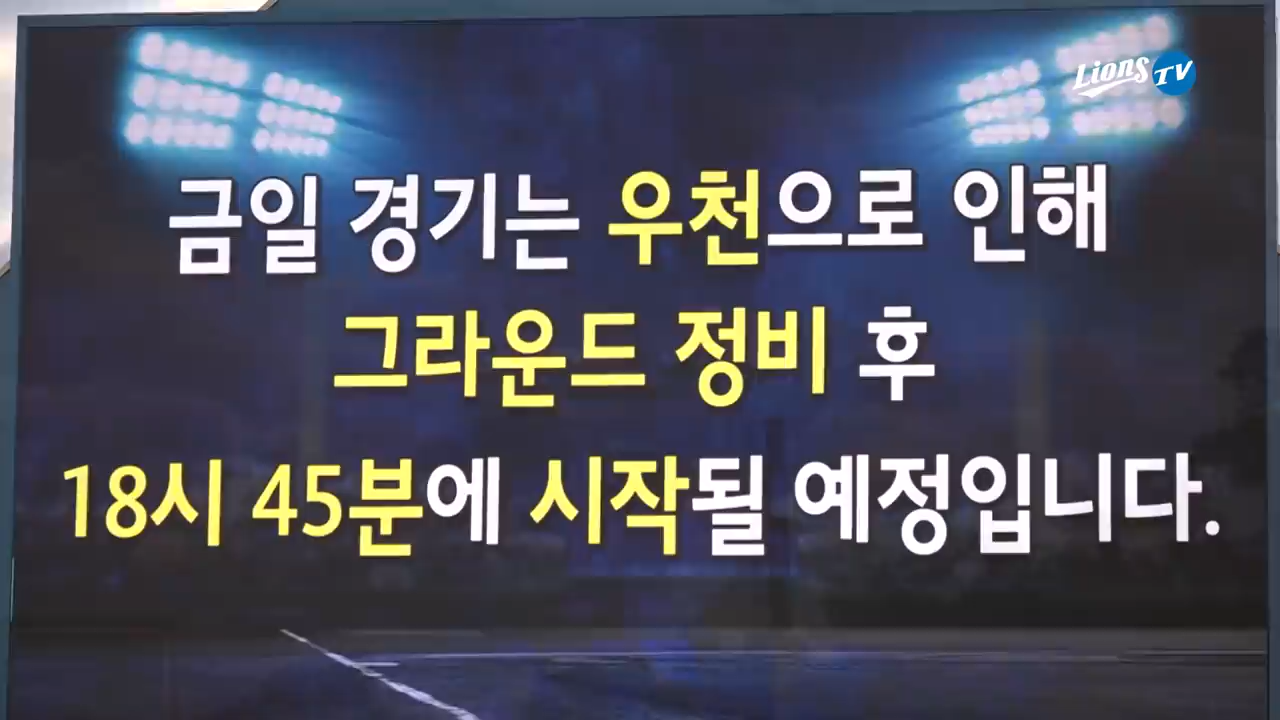 Lions TV
금일 경기는 우천으로 인해
그라운드 정비 후
18시 45분에 시작될 예정입니다.